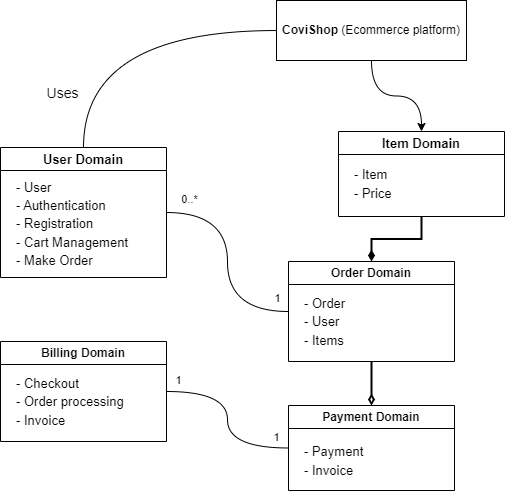 CoviShop (Ecommerce platform)
Uses
Item Domain
- Item
- Price
User Domain
- User
- Authentication
- Registration
- Cart Management
- Make Order
0..*
1
Order Domain
- Order
- User
- Items
Billing Domain
- Checkout
- Order processing
- Invoice
1
1
Payment Domain
- Payment
- Invoice